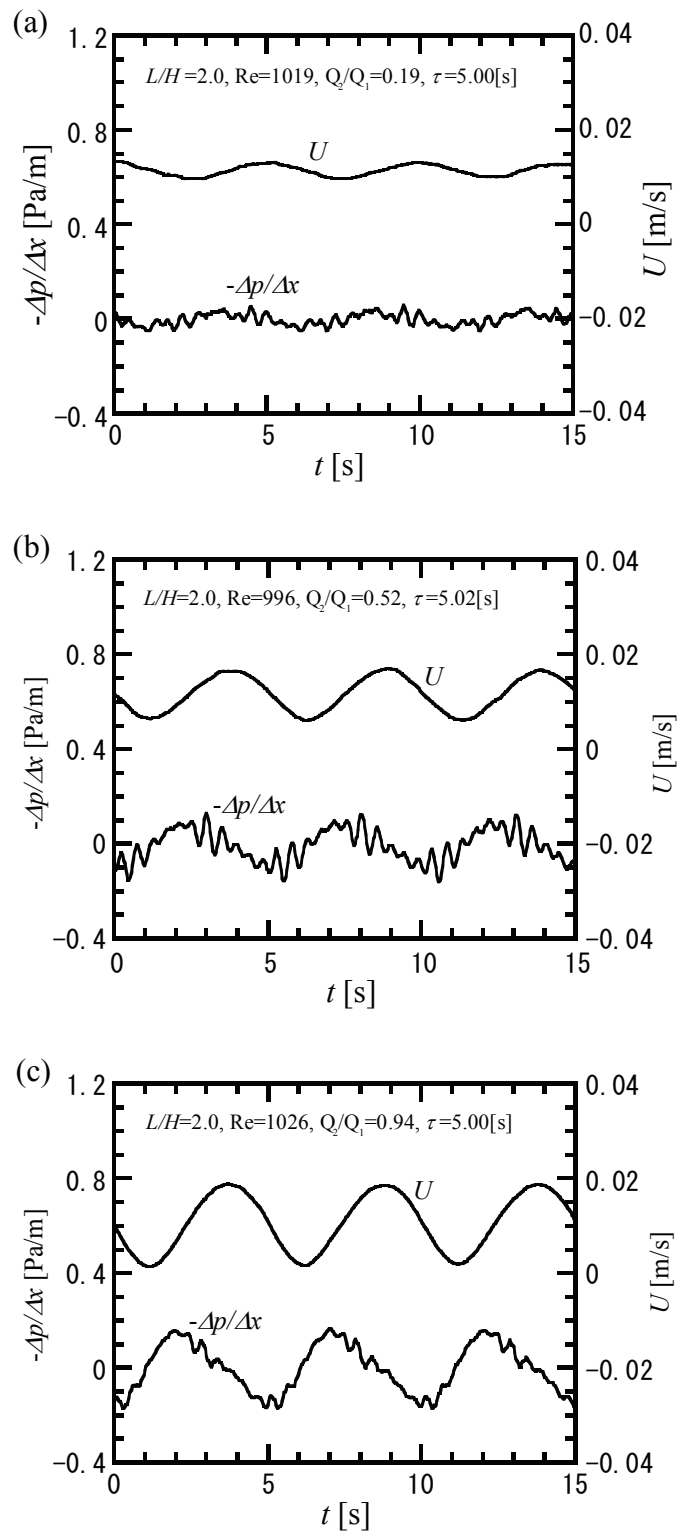 (a)
1.2
0.8
0.4
0
−0.4
0.04
0.02
0
−0.02
−0.04
L/H=2.0, Re=1019, Q₂/Q₁=0.19, τ=5.00[s]
U
-Δp/Δx
-Δp/Δx [Pa/m]
U [m/s]
0 5 10 15
t [s]
(b)
1.2
0.8
0.4
0
−0.4
0.04
0.02
0
−0.02
−0.04
L/H=2.0, Re=996, Q₂/Q₁=0.52, τ=5.02[s]
U
-Δp/Δx
-Δp/Δx [Pa/m]
U [m/s]
0 5 10 15
t [s]
(c)
1.2
0.8
0.4
0
−0.4
0.04
0.02
0
−0.02
−0.04
L/H=2.0, Re=1026, Q₂/Q₁=0.94, τ=5.00[s]
U
-Δp/Δx
-Δp/Δx [Pa/m]
U [m/s]
0 5 10 15
t [s]